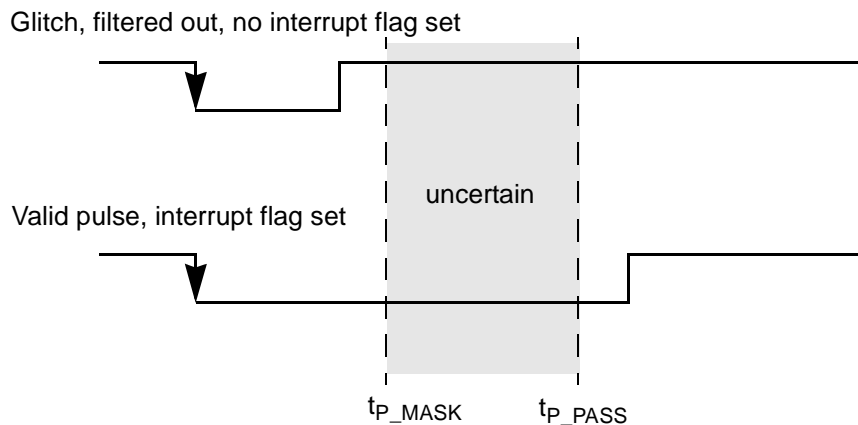 Glitch, filtered out, no interrupt flag set
uncertain
Valid pulse, interrupt flag set
tP_MASK
tP_PASS